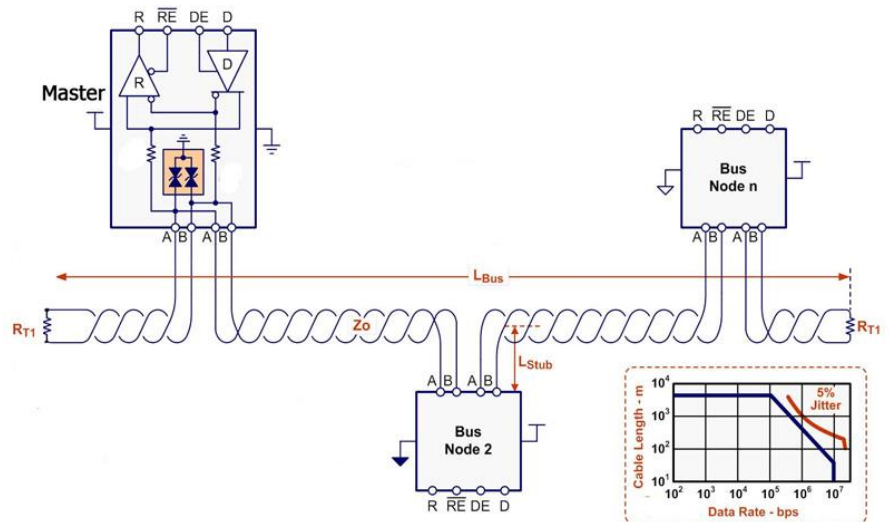 R RE DE D
R
D
Master
A B A B
R RE DE D
Bus
Node n
A B A B
LBus
RT1
Zo
RT1
LStub
A B A B
Bus
Node 2
R RE DE D
Cable Length - m
10⁴
10³
10²
10¹
5%
Jitter
10² 10³ 10⁴ 10⁵ 10⁶ 10⁷
Data Rate - bps